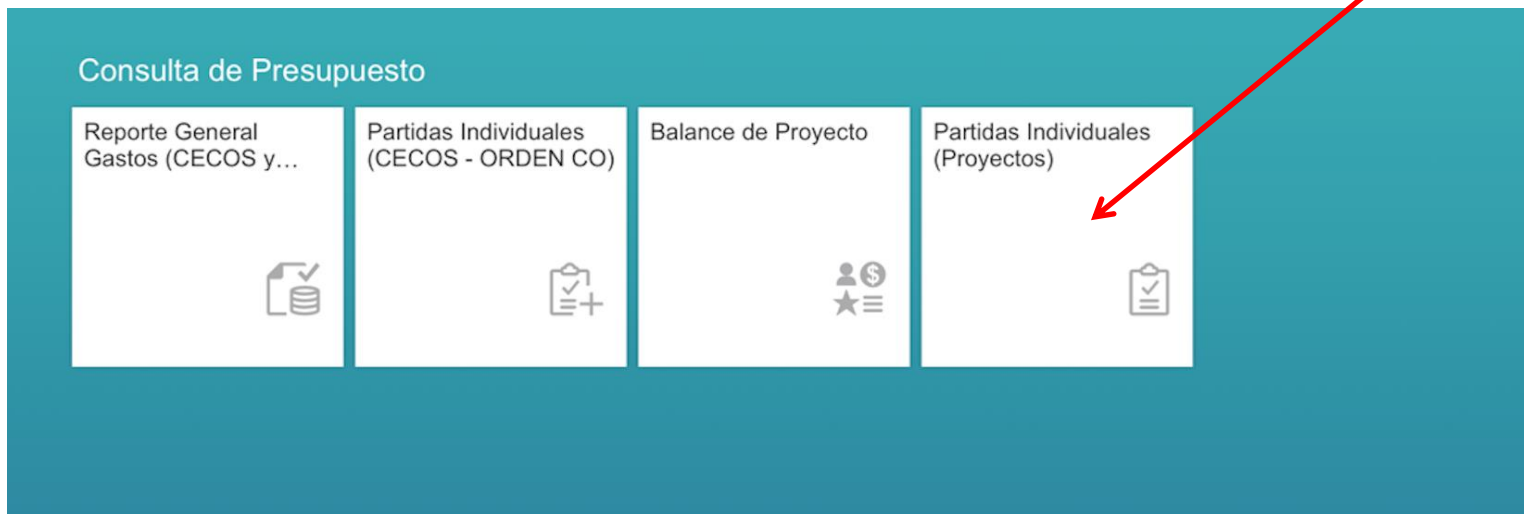 Consulta de Presupuesto
Reporte General
Gastos (CECOS y...
Partidas Individuales
(CECOS - ORDEN CO)
Balance de Proyecto
Partidas Individuales
(Proyectos)